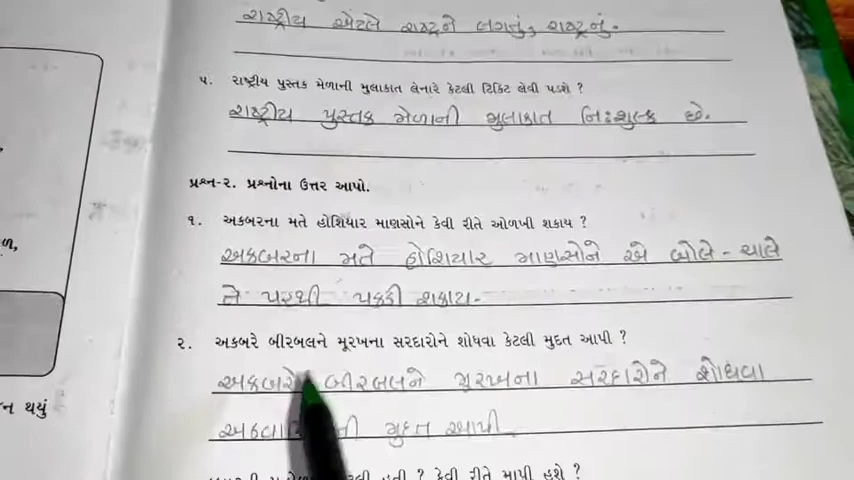 રાષ્ટ્રીય એટલે રાષ્ટ્રને લગતું, રાષ્ટ્રનું.
૫. રાષ્ટ્રીય પુસ્તક મેળાની મુલાકાત લેનારે કેટલી ટિકિટ લેવી પડશે ?
રાષ્ટ્રીય પુસ્તક મેળાની મુલાકાત નિઃશુલ્ક છે.
પ્રશ્ન-૨. પ્રશ્નોના ઉત્તર આપો.
૧. અકબરના મતે હોશિયાર માણસોને કેવી રીતે ઓળખી શકાય ?
અકબરના મતે હોશિયાર માણસોને એ બોલે - ચાલે
તે પરથી પકડી શકાય.
૨. અકબરે બીરબલને મૂરખના સરદારોને શોધવા કેટલી મુદત આપી ?
અકબરે બીરબલને મૂરખના સરદારોને શોધવા
ની મુદત આપી
? કેવી રીતે માપી હશે ?
ળ,
ન થયું